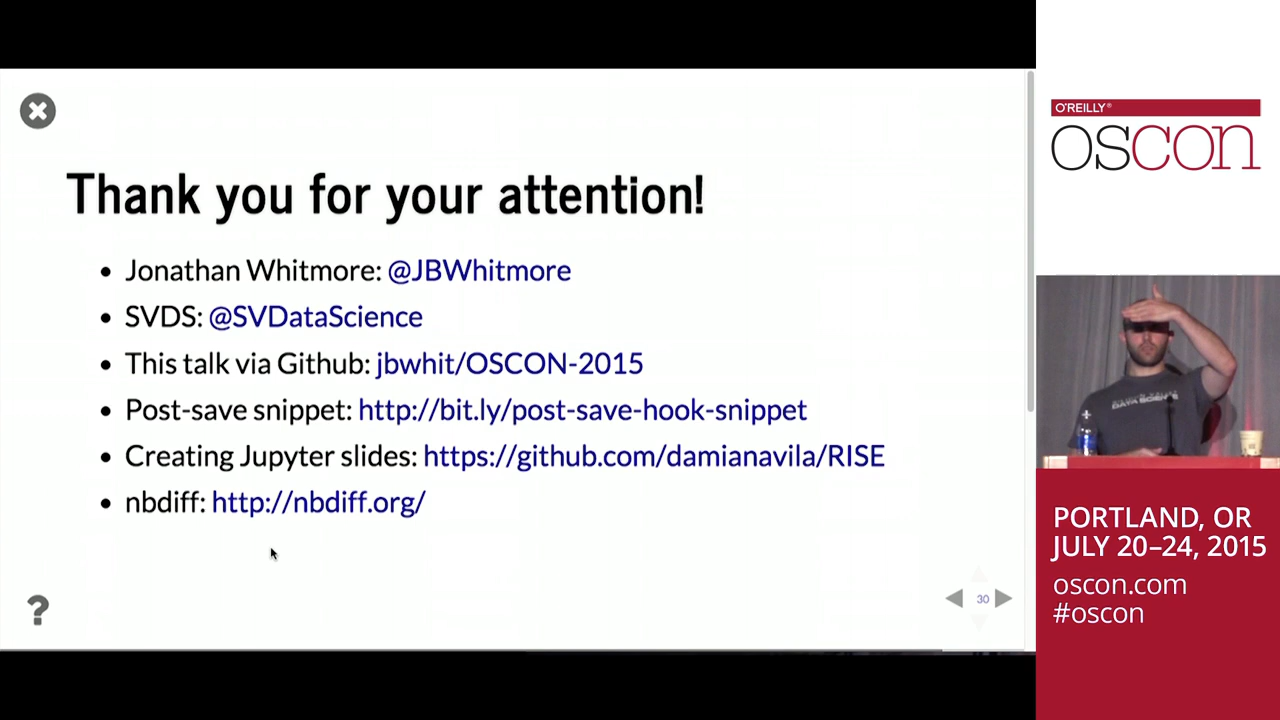 Thank you for your attention!
Jonathan Whitmore: @JBWhitmore
SVDS: @SVDataScience
This talk via Github: jbwhit/OSCON-2015
Post-save snippet: http://bit.ly/post-save-hook-snippet
Creating Jupyter slides: https://github.com/damianavila/RISE
nbdiff: http://nbdiff.org/
?
30
O'REILLY®
OSCON
DATA SCIENCE
PORTLAND, OR
JULY 20–24, 2015
oscon.com
#oscon